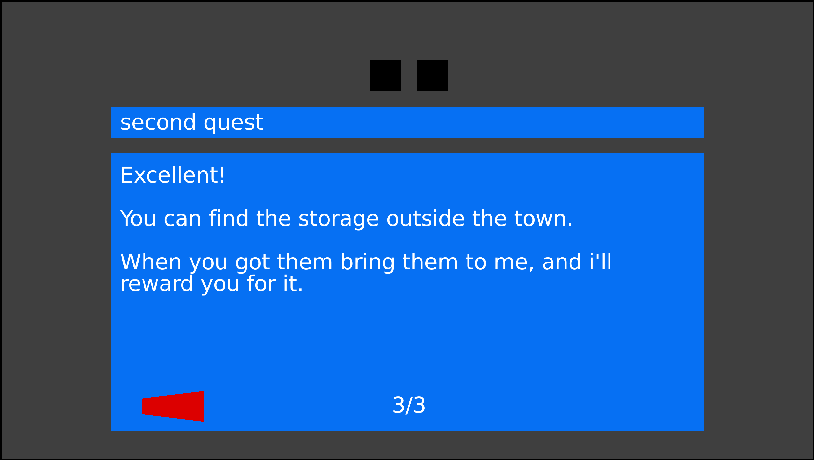 second quest
Excellent!
You can find the storage outside the town.
When you got them bring them to me, and i'll
reward you for it.
3/3